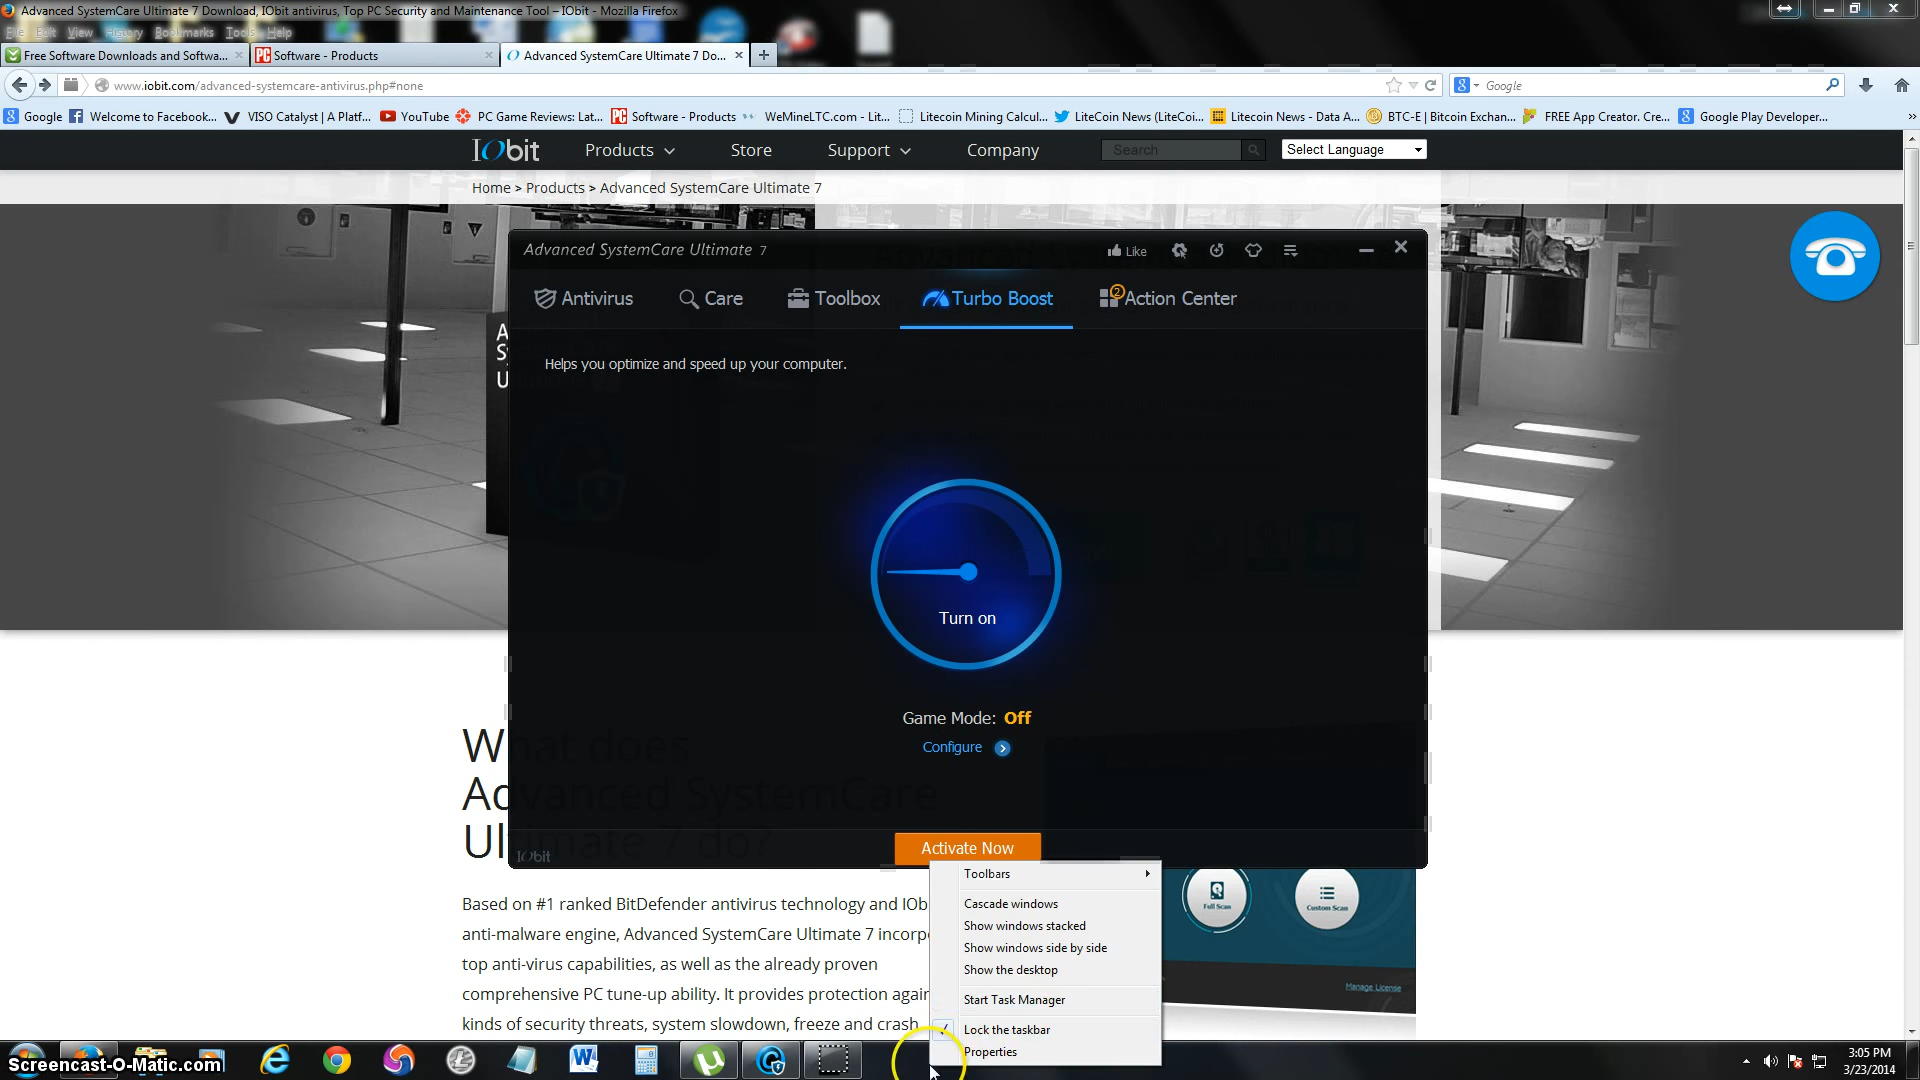 Advanced SystemCare Ultimate 7 Download, IObit antivirus, Top PC Security and Maintenance Tool – IObit - Mozilla Firefox
File Edit View History Bookmarks Tools Help
Free Software Downloads and Softwa...
PC Software - Products
Advanced SystemCare Ultimate 7 Do...
www.iobit.com/advanced-systemcare-antivirus.php#none
Google
Google Welcome to Facebook... VISO Catalyst | A Platf... YouTube PC Game Reviews: Lat... PC Software - Products WeMineLTC.com - Lit... Litecoin Mining Calcul... LiteCoin News (LiteCoi... Litecoin News - Data A... BTC-E | Bitcoin Exchan... FREE App Creator. Cre... Google Play Developer...
IObit Products Store Support Company Search Select Language
Home > Products > Advanced SystemCare Ultimate 7
Advanced SystemCare Ultimate 7
Like
Antivirus Care Toolbox Turbo Boost 2 Action Center
A
S
U
Helps you optimize and speed up your computer.
Turn on
Game Mode: Off
Configure
What does
Advanced SystemCare
Ultimate 7 do?
IObit
Activate Now
Toolbars
Cascade windows
Show windows stacked
Show windows side by side
Show the desktop
Start Task Manager
Lock the taskbar
Properties
Based on #1 ranked BitDefender antivirus technology and IOb
anti-malware engine, Advanced SystemCare Ultimate 7 incorp
top anti-virus capabilities, as well as the already proven
comprehensive PC tune-up ability. It provides protection again
kinds of security threats, system slowdown, freeze and crash
Full Scan
Custom Scan
Manage License
Screencast-O-Matic.com
3:05 PM
3/23/2014